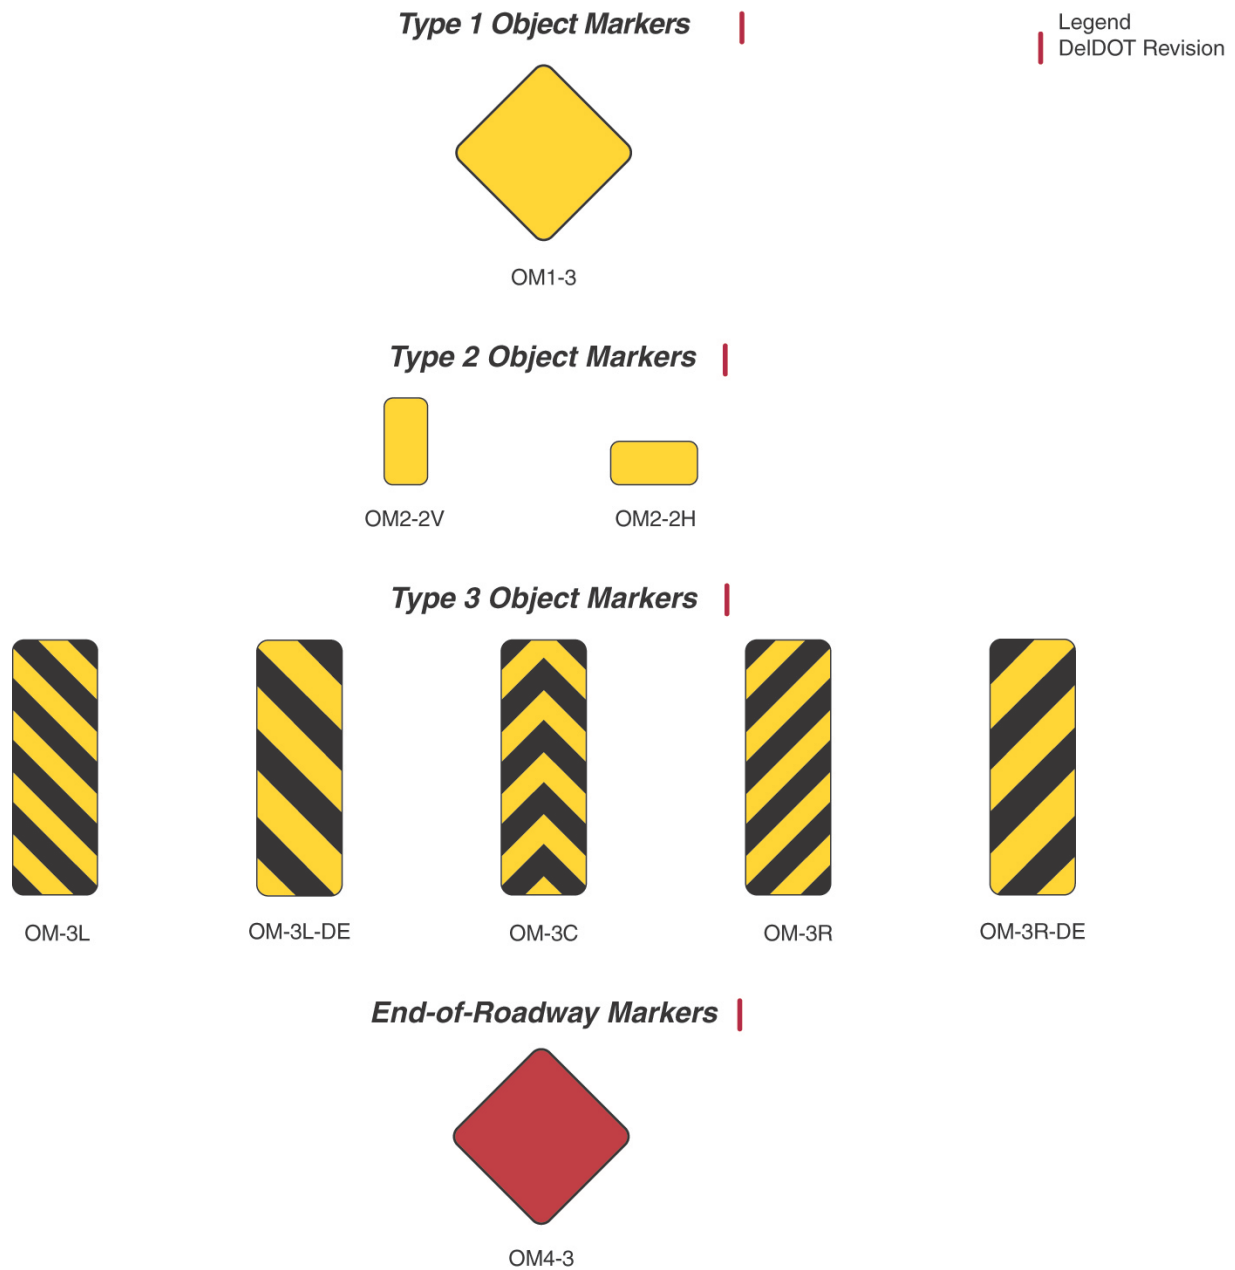 Type 1 Object Markers
Legend
DelDOT Revision
OM1-3
Type 2 Object Markers
OM2-2V
OM2-2H
Type 3 Object Markers
OM-3L
OM-3L-DE
OM-3C
OM-3R
OM-3R-DE
End-of-Roadway Markers
OM4-3